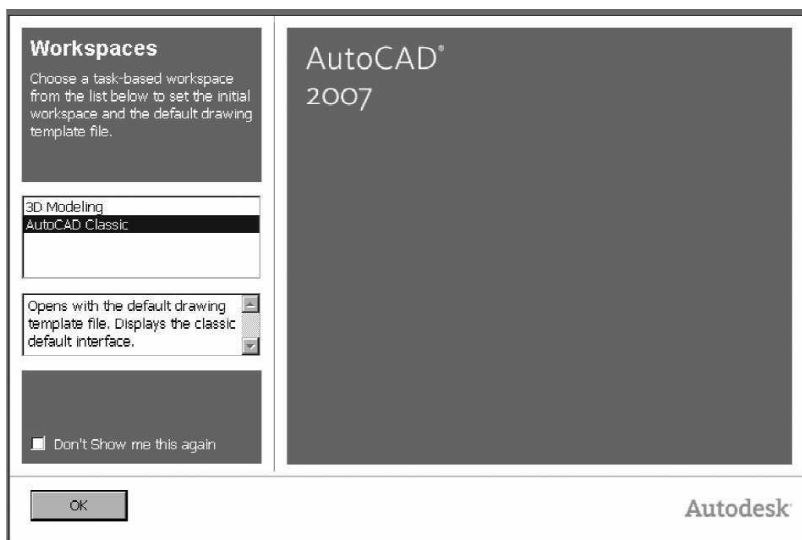 Workspaces
Choose a task-based workspace
from the list below to set the initial
workspace and the default drawing
template file.
3D Modeling
AutoCAD Classic
Opens with the default drawing
template file. Displays the classic
default interface.
Don't Show me this again
OK
AutoCAD®
2007
Autodesk